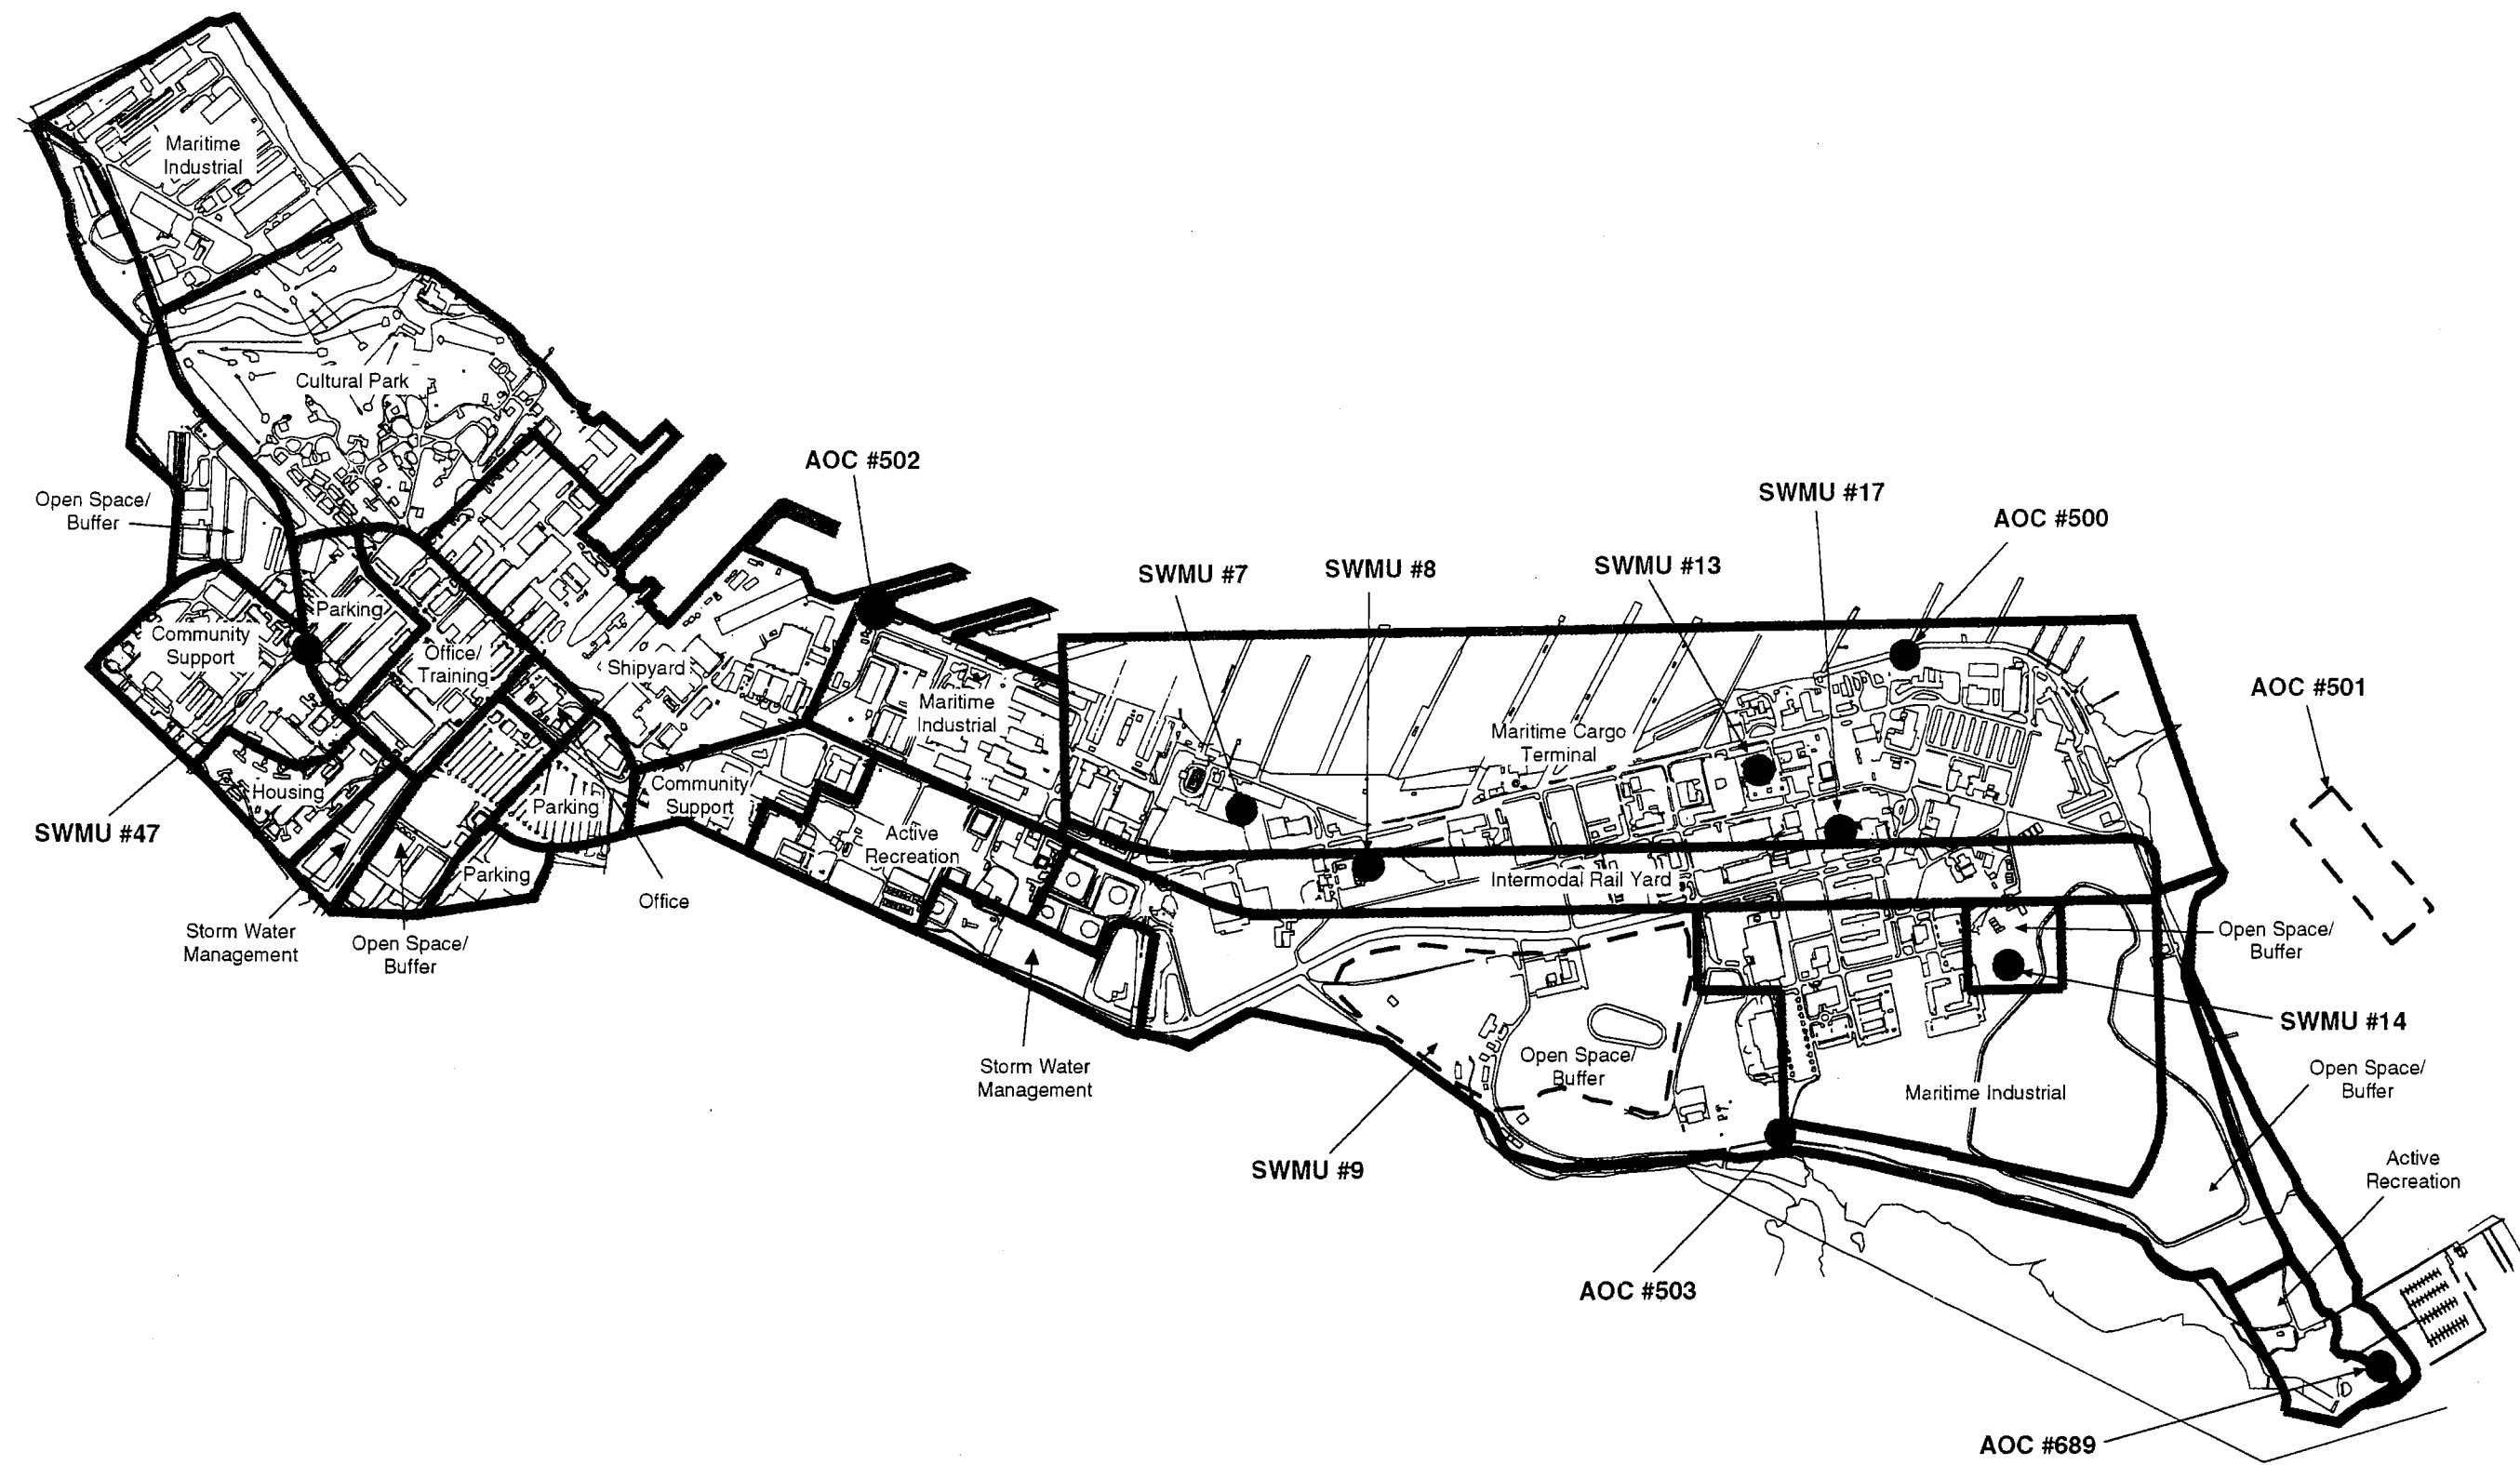 Maritime
Industrial
Cultural Park
AOC #502
Open Space/
Buffer
SWMU #17
AOC #500
SWMU #7
SWMU #8
SWMU #13
Parking
Community
Support
Office/
Training
Shipyard
AOC #501
Maritime
Industrial
Maritime Cargo
Terminal
Housing
Parking
Community
Support
SWMU #47
Active
Recreation
Parking
Intermodal Rail Yard
Office
Storm Water
Management
Open Space/
Buffer
Open Space/
Buffer
SWMU #14
Storm Water
Management
Open Space/
Buffer
PT.
Maritime Industrial
Open Space/
Buffer
SWMU #9
Active
Recreation
AOC #503
AOC #689